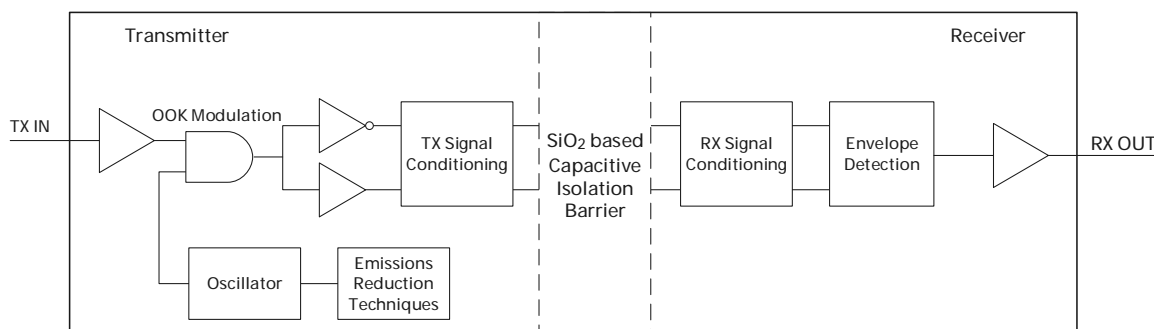 Transmitter
Receiver
OOK Modulation
TX IN
TX Signal
Conditioning
SiO₂ based
Capacitive
Isolation
Barrier
RX Signal
Conditioning
Envelope
Detection
RX OUT
Oscillator
Emissions
Reduction
Techniques